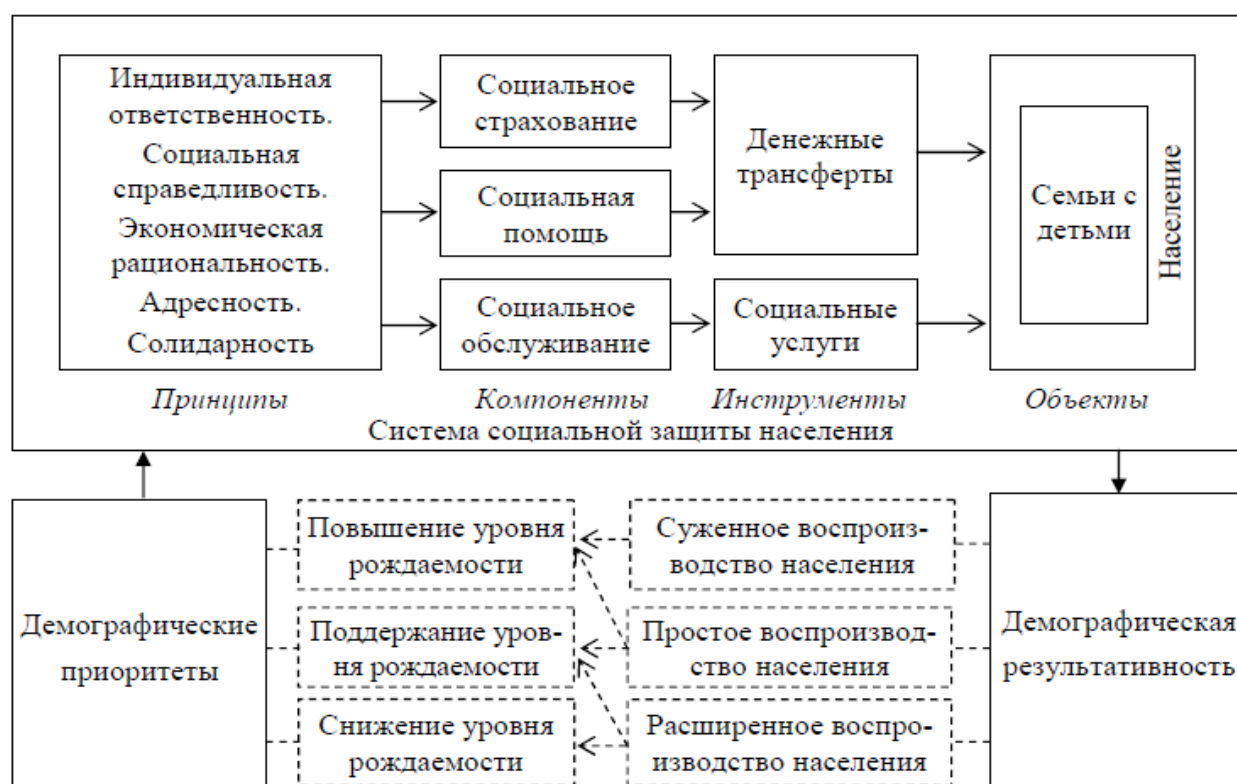 Индивидуальная
ответственность.
Социальная
справедливость.
Экономическая
рациональность.
Адресность.
Солидарность
Социальное
страхование
Социальная
помощь
Социальное
обслуживание
Денежные
трансферты
Социальные
услуги
Семьи с
детьми
Население
Принципы
Компоненты
Инструменты
Объекты
Система социальной защиты населения
Демографические
приоритеты
Повышение уровня
рождаемости
Поддержание уров-
ня рождаемости
Снижение уровня
рождаемости
Суженное воспроиз-
водство населения
Простое воспроизвод-
ство населения
Расширенное воспро-
изводство населения
Демографическая
результативность